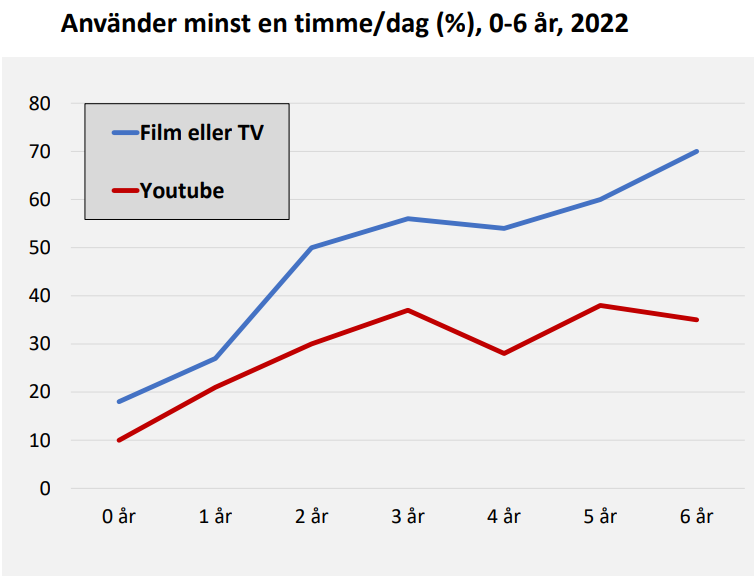 Använder minst en timme/dag (%), 0-6 år, 2022
80
70
60
50
40
30
20
10
0
Film eller TV
Youtube
0 år 1 år 2 år 3 år 4 år 5 år 6 år